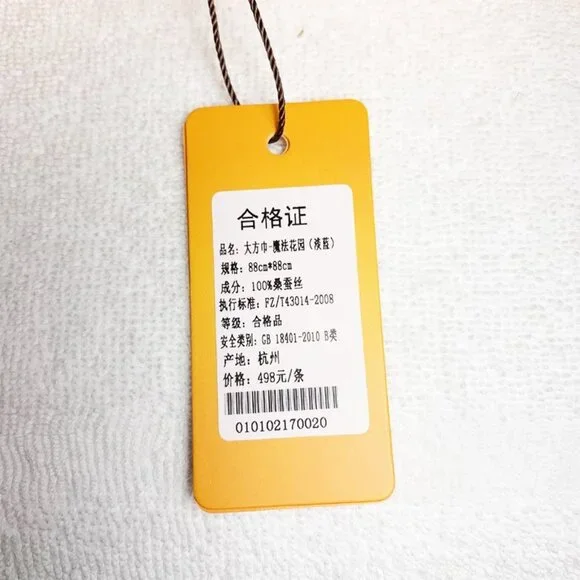 合格证
品名: 大方巾-魔法花园 (淡蓝)
规格: 88cm*88cm
成分: 100%桑蚕丝
执行标准: FZ/T43014-2008
等级: 合格品
安全类别: GB 18401-2010 B类
产地: 杭州
价格: 498元/条
010102170020